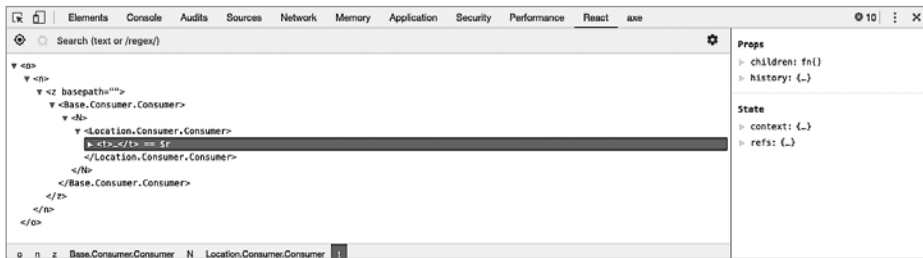 Elements Console Audits Sources Network Memory Application Security Performance React axe 10
Search (text or /regex/)
<o>
<n>
<z basepath="">
<Base.Consumer.Consumer>
<N>
<Location.Consumer.Consumer>
<t>…</t> == $r
</Location.Consumer.Consumer>
</N>
</Base.Consumer.Consumer>
</z>
</n>
</o>
o n z Base.Consumer.Consumer N Location.Consumer.Consumer t
Props
children: fn()
history: {…}
State
context: {…}
refs: {…}